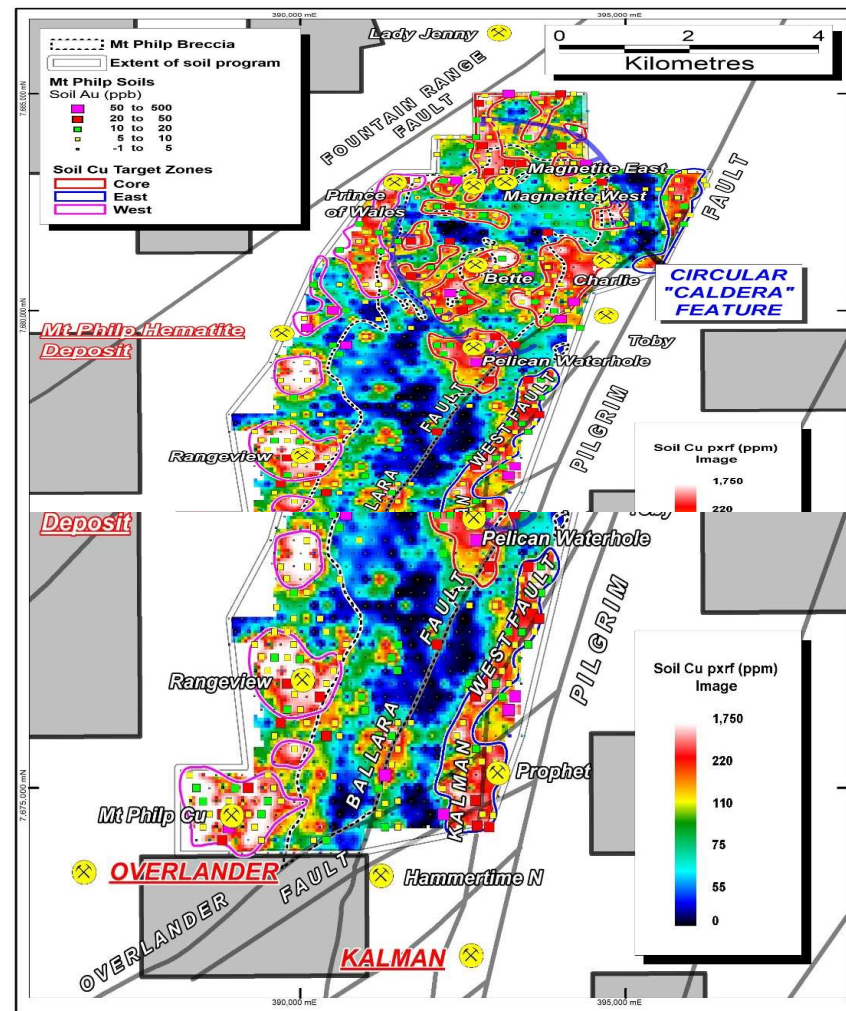 390,000 mE
395,000 mE
Mt Philp Breccia
Extent of soil program
Mt Philp Soils
Soil Au (ppb)
50 to 500
20 to 50
10 to 20
5 to 10
-1 to 5
Soil Cu Target Zones
Core
East
West
Lady Jenny
0 2 4
Kilometres
7,685,000 mN
FOUNTAIN RANGE
FAULT
Magnetite East
Magnetite West
FAULT
Prince
of Wales
Bette
Charlie
CIRCULAR
"CALDERA"
FEATURE
7,680,000 mN
Mt Philp Hematite
Deposit
Toby
Pelican Waterhole
FAULT
WEST FAULT
PILGRIM
Rangeview
LARA
AN
Soil Cu pxrf (ppm)
Image
1,750
220
Deposit
Pelican Waterhole
FAULT
WEST FAULT
PILGRIM
Rangeview
Soil Cu pxrf (ppm)
Image
1,750
220
110
75
55
0
BALLARA
KALMAN
Prophet
7,675,000 mN
Mt Philp Cu
OVERLANDER
Hammertime N
OVERLANDER FAULT
KALMAN
390,000 mE
395,000 mE